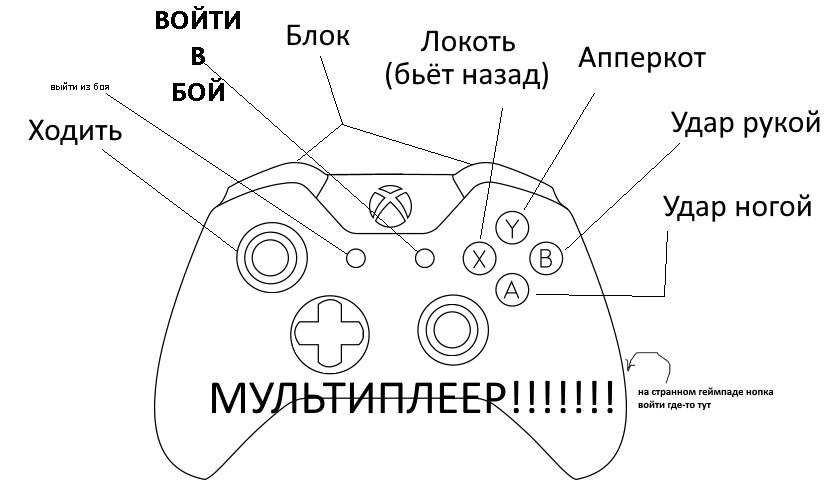 ВОЙТИ
В
БОЙ
Блок
Локоть
(бьёт назад)
Апперкот
выйти из боя
Ходить
Удар рукой
Удар ногой
Y
X
B
A
МУЛЬТИПЛЕЕР!!!!!!!
на странном геймпаде нопка
войти где-то тут